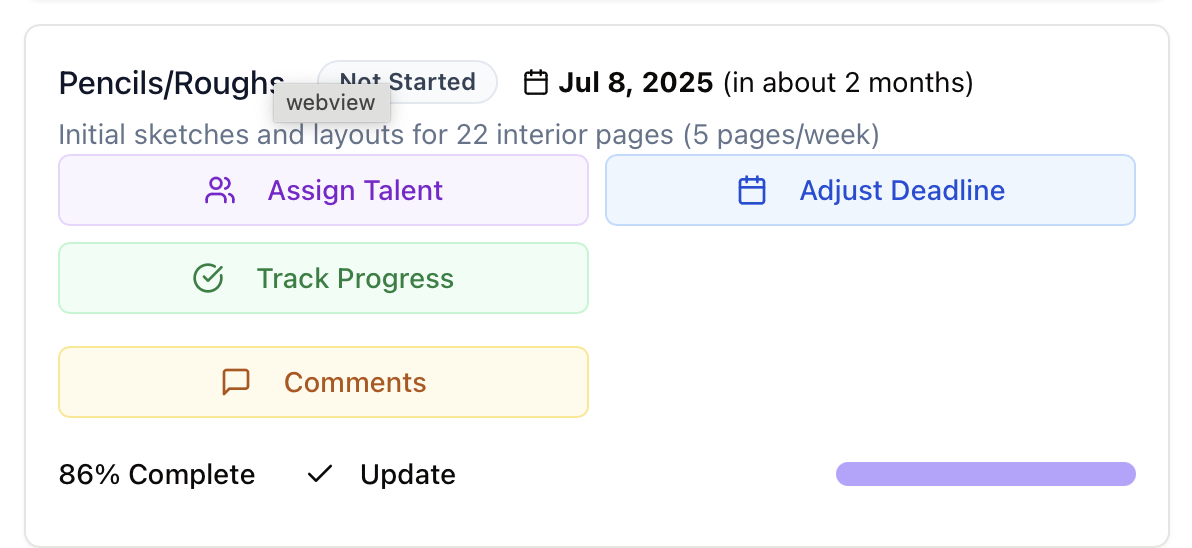 Pencils/Roughs Not Started Jul 8, 2025 (in about 2 months)
webview
Initial sketches and layouts for 22 interior pages (5 pages/week)
Assign Talent Adjust Deadline
Track Progress
Comments
86% Complete Update